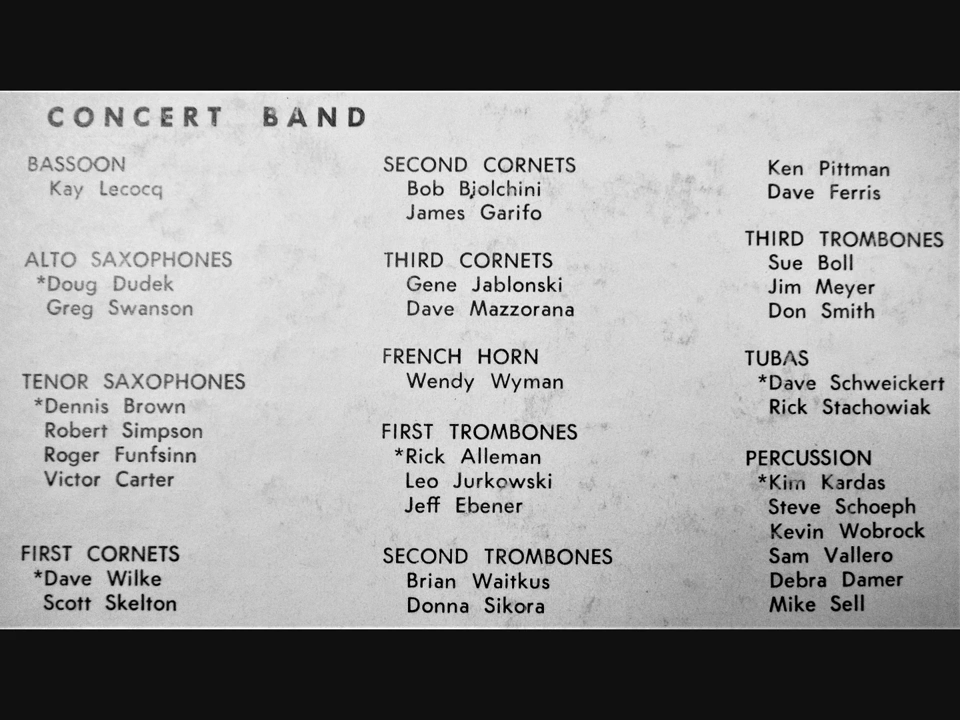 CONCERT BAND
BASSOON
Kay Lecocq
ALTO SAXOPHONES
*Doug Dudek
Greg Swanson
TENOR SAXOPHONES
*Dennis Brown
Robert Simpson
Roger Funfsinn
Victor Carter
FIRST CORNETS
*Dave Wilke
Scott Skelton
SECOND CORNETS
Bob Bjolchini
James Garifo
THIRD CORNETS
Gene Jablonski
Dave Mazzorana
FRENCH HORN
Wendy Wyman
FIRST TROMBONES
*Rick Alleman
Leo Jurkowski
Jeff Ebener
SECOND TROMBONES
Brian Waitkus
Donna Sikora
Ken Pittman
Dave Ferris
THIRD TROMBONES
Sue Boll
Jim Meyer
Don Smith
TUBAS
*Dave Schweickert
Rick Stachowiak
PERCUSSION
*Kim Kardas
Steve Schoeph
Kevin Wobrock
Sam Vallero
Debra Damer
Mike Sell